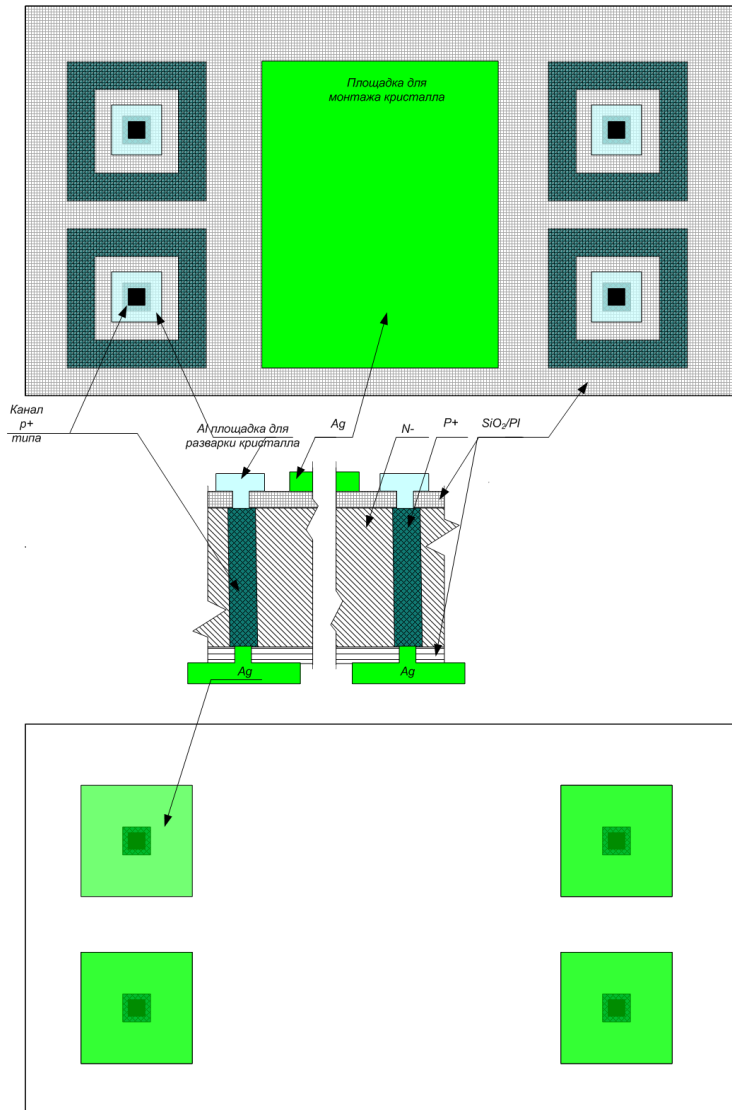 Площадка для
монтажа кристалла
Канал
p+
типа
Al площадка для
разварки кристалла
Ag
N-
P+
SiO₂/PI
Ag
Ag